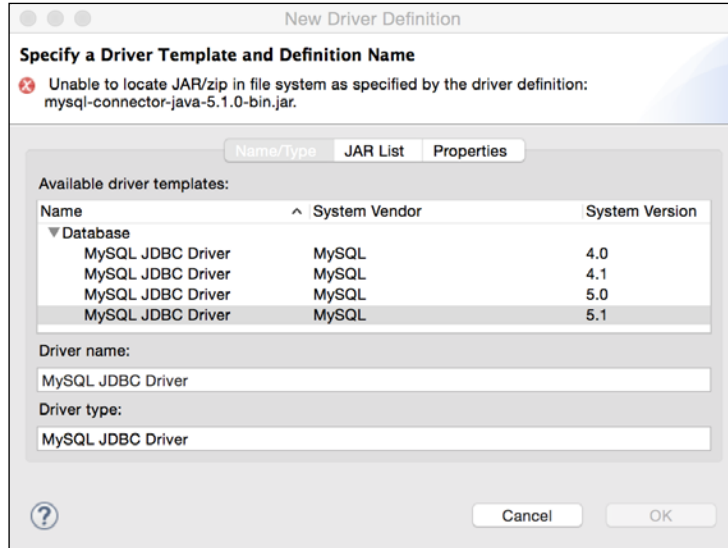 New Driver Definition
Specify a Driver Template and Definition Name
Unable to locate JAR/zip in file system as specified by the driver definition:
mysql-connector-java-5.1.0-bin.jar.
Name/Type JAR List Properties
Available driver templates:
Name System Vendor System Version
Database
MySQL JDBC Driver MySQL 4.0
MySQL JDBC Driver MySQL 4.1
MySQL JDBC Driver MySQL 5.0
MySQL JDBC Driver MySQL 5.1
Driver name:
MySQL JDBC Driver
Driver type:
MySQL JDBC Driver
? Cancel OK